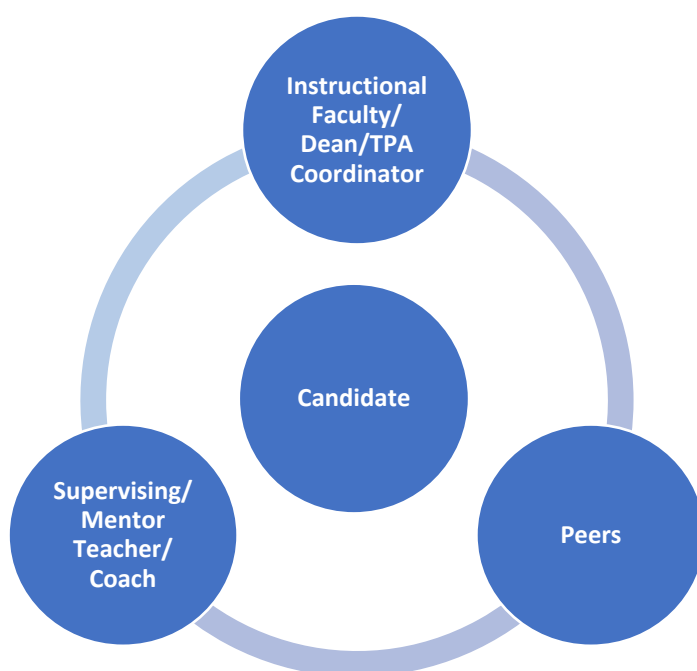 Instructional
Faculty/
Dean/TPA
Coordinator
Candidate
Supervising/
Mentor
Teacher/
Coach
Peers